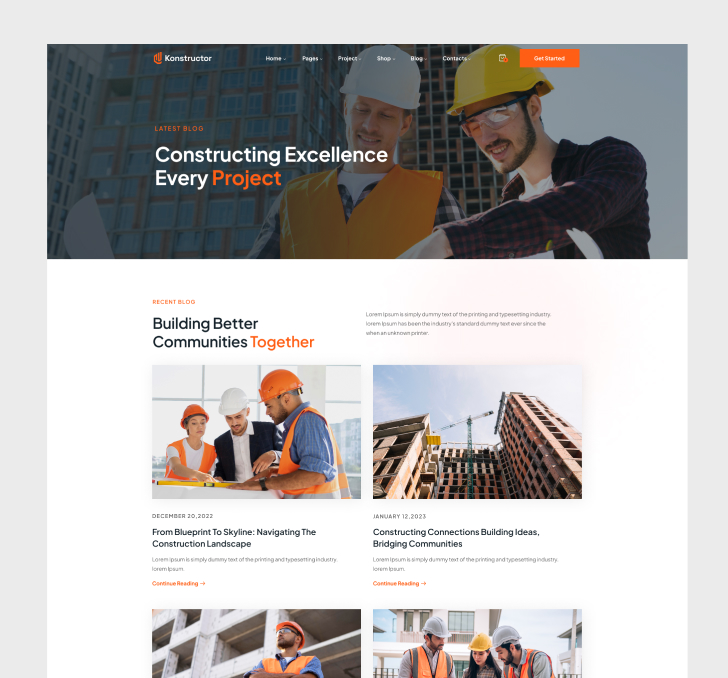 Konstructor
Home
Pages
Project
Shop
Blog
Contacts
Get Started
LATEST BLOG
Constructing Excellence
Every Project
RECENT BLOG
Building Better
Communities Together
Lorem Ipsum is simply dummy text of the printing and typesetting industry.
lorem Ipsum has been the industry's standard dummy text ever since the
when an unknown printer.
DECEMBER 20,2022
From Blueprint To Skyline: Navigating The
Construction Landscape
Lorem Ipsum is simply dummy text of the printing and typesetting industry.
lorem Ipsum
Continue Reading →
JANUARY 12,2023
Constructing Connections Building Ideas,
Bridging Communities
Lorem Ipsum is simply dummy text of the printing and typesetting industry.
lorem Ipsum
Continue Reading →